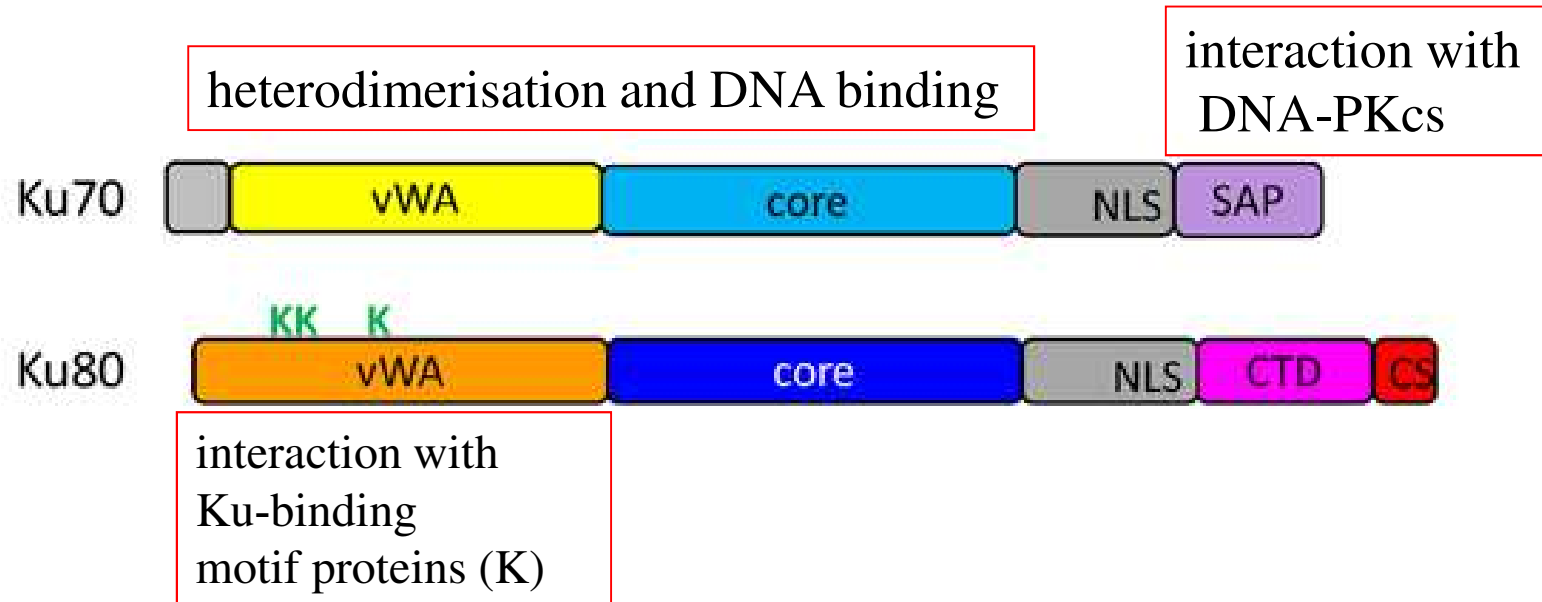 heterodimerisation and DNA binding
interaction with
DNA-PKcs
Ku70
vWA
core
NLS
SAP
KK K
Ku80
vWA
core
NLS
CTD
CS
interaction with
Ku-binding
motif proteins (K)